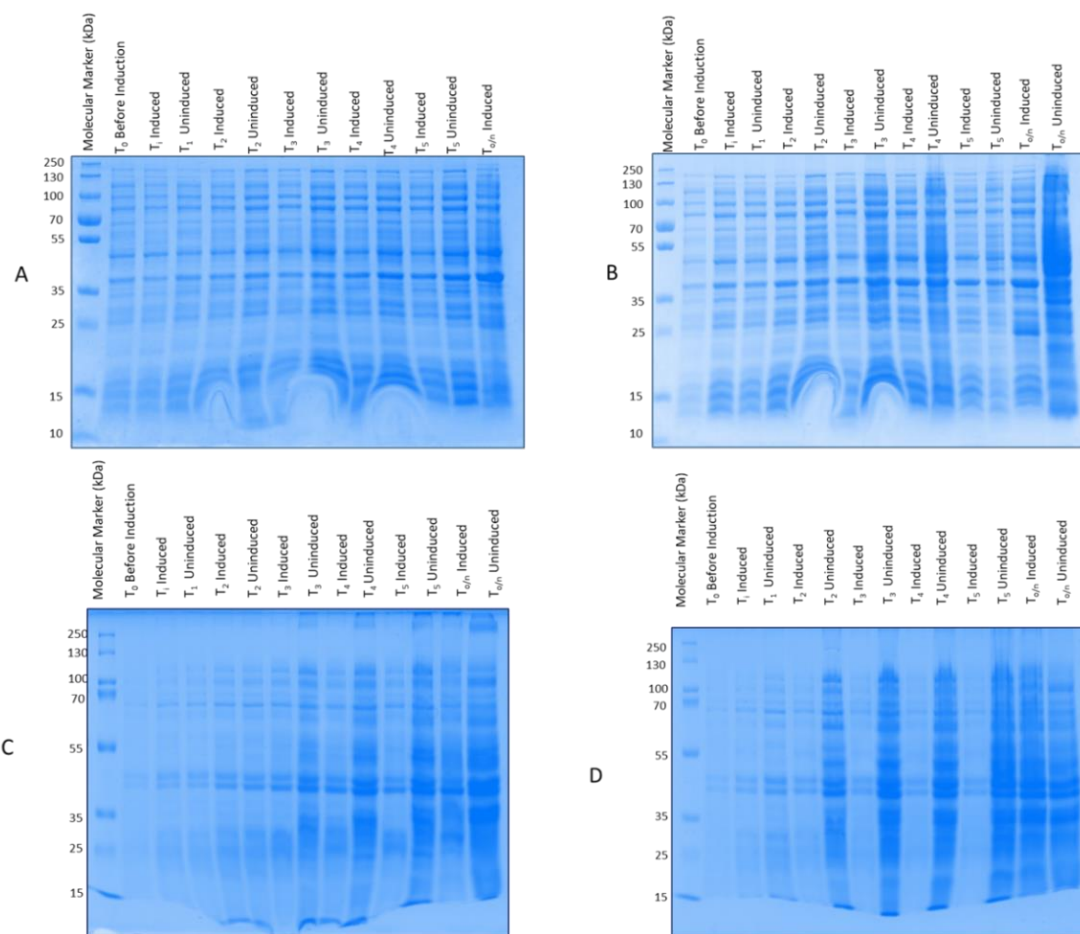 Molecular Marker (kDa)
T₀ Before Induction
Tᵢ Induced
T₁ Uninduced
T₂ Induced
T₂ Uninduced
T₃ Induced
T₃ Uninduced
T₄ Induced
T₄ Uninduced
T₅ Induced
T₅ Uninduced
Tₒ/ₙ Induced
250
130
100
70
55
35
25
15
10
A
Molecular Marker (kDa)
T₀ Before Induction
Tᵢ Induced
T₁ Uninduced
T₂ Induced
T₂ Uninduced
T₃ Induced
T₃ Uninduced
T₄ Induced
T₄ Uninduced
T₅ Induced
T₅ Uninduced
Tₒ/ₙ Induced
Tₒ/ₙ Uninduced
250
130
100
70
55
35
25
15
10
B
Molecular Marker (kDa)
T₀ Before Induction
Tᵢ Induced
T₁ Uninduced
T₂ Induced
T₂ Uninduced
T₃ Induced
T₃ Uninduced
T₄ Induced
T₄ Uninduced
T₅ Induced
T₅ Uninduced
Tₒ/ₙ Induced
Tₒ/ₙ Uninduced
250
130
100
70
55
35
25
15
C
Molecular Marker (kDa)
T₀ Before Induction
Tᵢ Induced
T₁ Uninduced
T₂ Induced
T₂ Uninduced
T₃ Induced
T₃ Uninduced
T₄ Induced
T₄ Uninduced
T₅ Induced
T₅ Uninduced
Tₒ/ₙ Induced
Tₒ/ₙ Uninduced
250
130
100
70
55
35
25
15
D